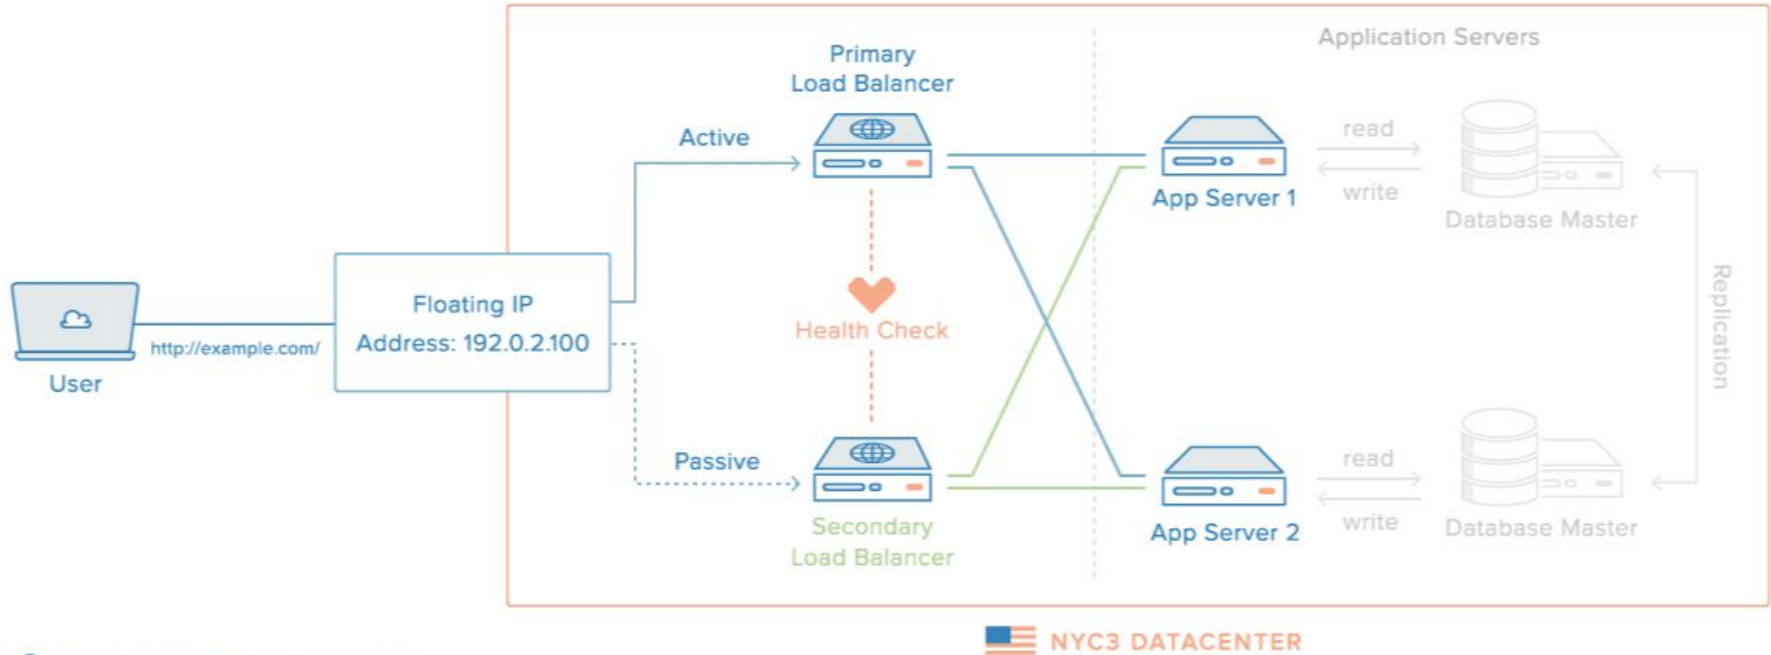 Application Servers
Primary
Load Balancer
Active
read
write
App Server 1
Database Master
Floating IP
Address: 192.0.2.100
http://example.com/
User
Health Check
Replication
Passive
Secondary
Load Balancer
read
write
App Server 2
Database Master
NYC3 DATACENTER